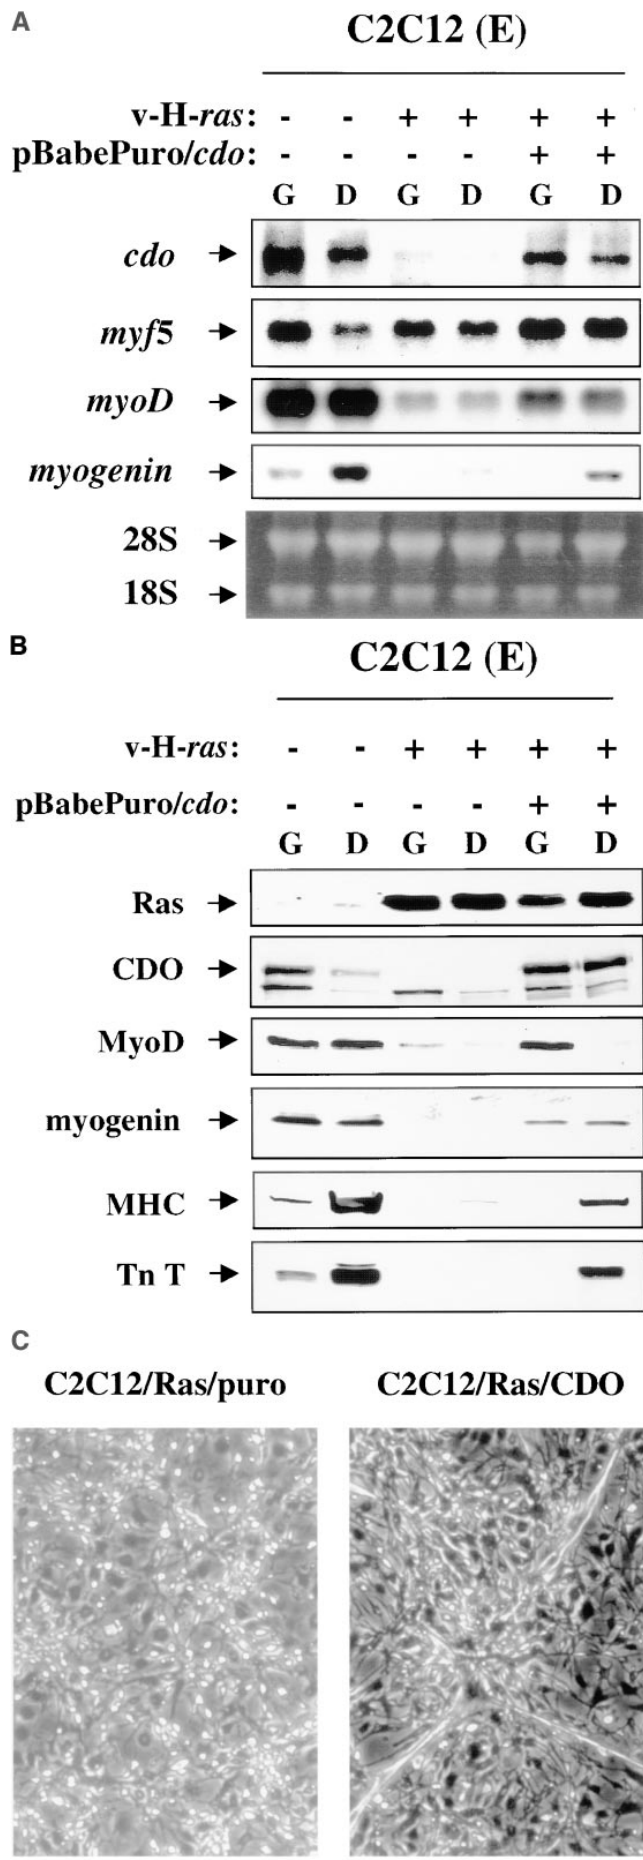 A
C2C12 (E)
v-H-ras: - - + + + +
pBabePuro/cdo: - - - - + +
G D G D G D
cdo
myf5
myoD
myogenin
28S
18S
B
C2C12 (E)
v-H-ras: - - + + + +
pBabePuro/cdo: - - - - + +
G D G D G D
Ras
CDO
MyoD
myogenin
MHC
Tn T
C
C2C12/Ras/puro C2C12/Ras/CDO